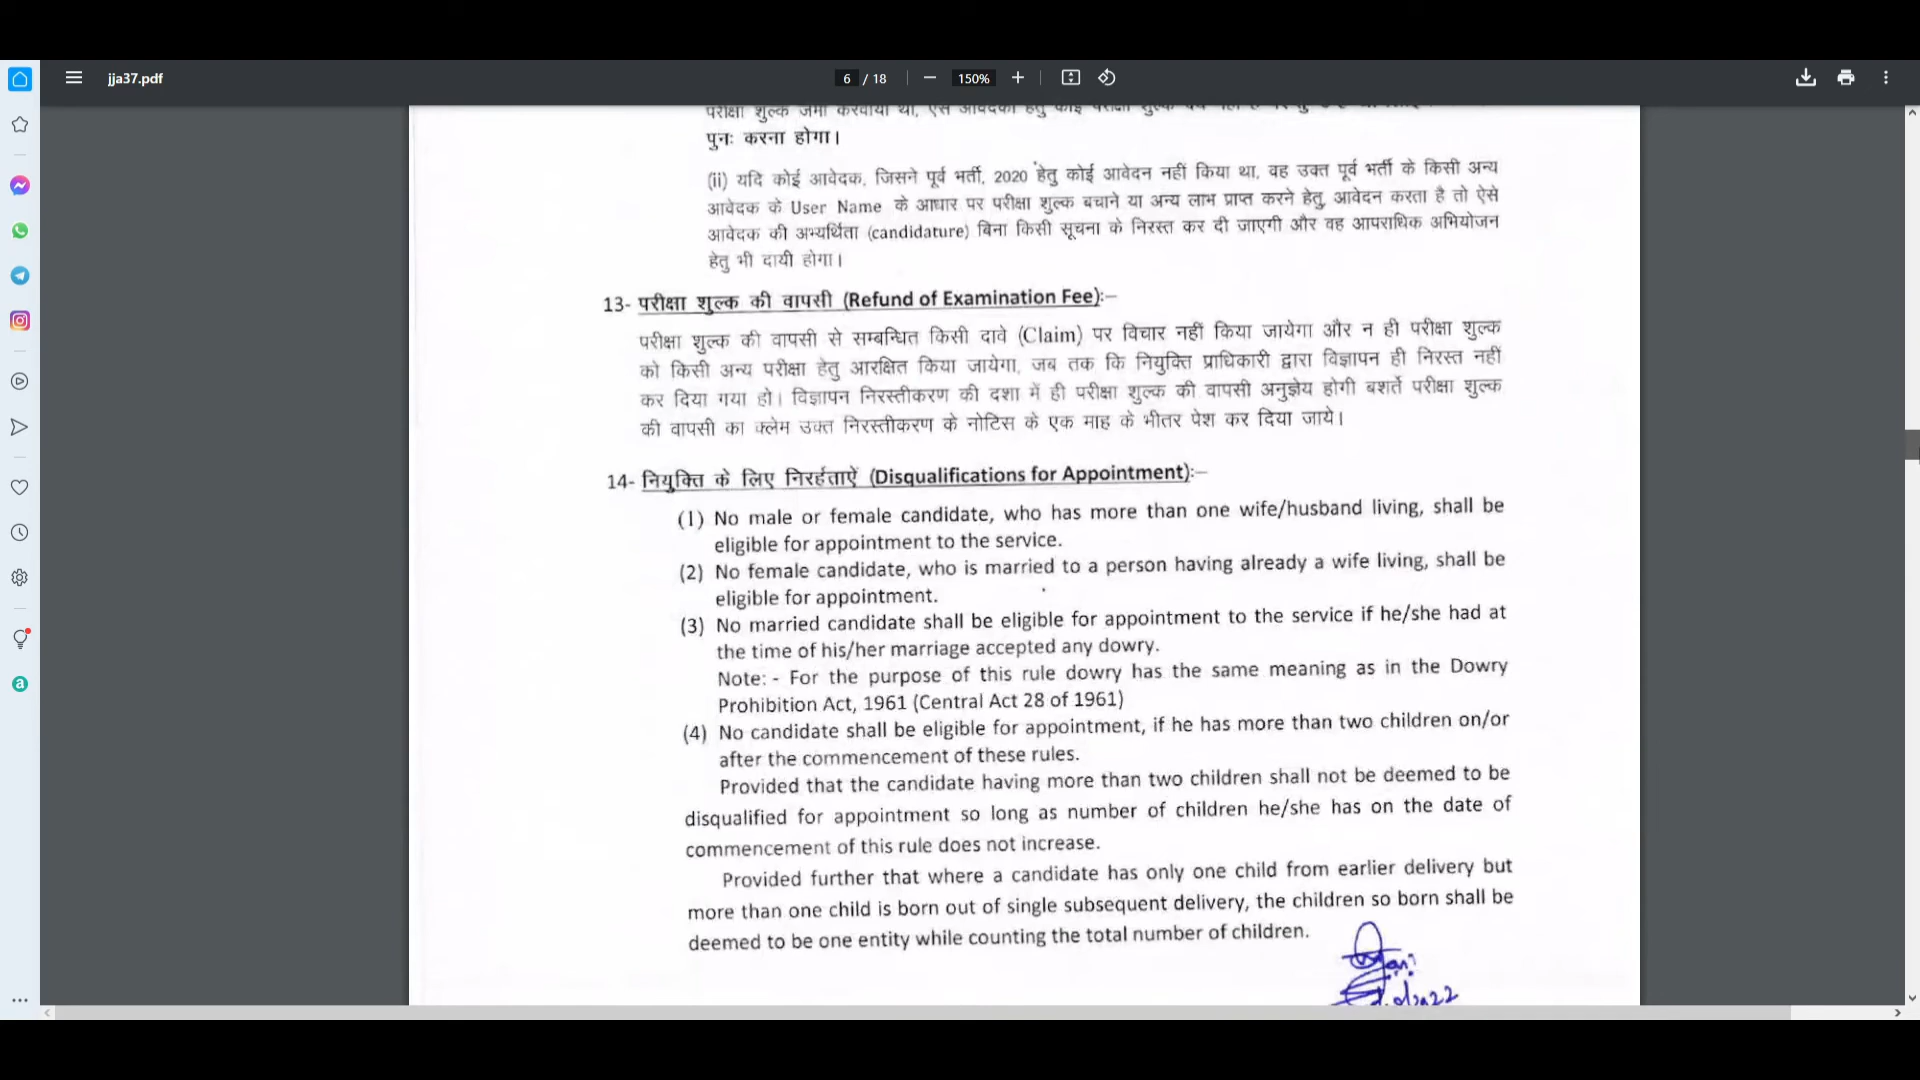 jja37.pdf
6 / 18
150%
पुनः करना होगा।
(ii) यदि कोई आवेदक, जिसने पूर्व भर्ती, 2020 हेतु कोई आवेदन नहीं किया था, वह उक्त पूर्व भर्ती के किसी अन्य
आवेदक के User Name के आधार पर परीक्षा शुल्क बचाने या अन्य लाभ प्राप्त करने हेतु, आवेदन करता है तो ऐसे
आवेदक की अभ्यर्थिता (candidature) बिना किसी सूचना के निरस्त कर दी जाएगी और वह आपराधिक अभियोजन
हेतु भी दायी होगा।
13- परीक्षा शुल्क की वापसी (Refund of Examination Fee):–
परीक्षा शुल्क की वापसी से सम्बन्धित किसी दावे (Claim) पर विचार नहीं किया जायेगा और न ही परीक्षा शुल्क
को किसी अन्य परीक्षा हेतु आरक्षित किया जायेगा, जब तक कि नियुक्ति प्राधिकारी द्वारा विज्ञापन ही निरस्त नहीं
कर दिया गया हो। विज्ञापन निरस्तीकरण की दशा में ही परीक्षा शुल्क की वापसी अनुज्ञेय होगी बशर्ते परीक्षा शुल्क
की वापसी का क्लेम उक्त निरस्तीकरण के नोटिस के एक माह के भीतर पेश कर दिया जाये।
14- नियुक्ति के लिए निरर्हताऐं (Disqualifications for Appointment):–
(1) No male or female candidate, who has more than one wife/husband living, shall be
eligible for appointment to the service.
(2) No female candidate, who is married to a person having already a wife living, shall be
eligible for appointment.
(3) No married candidate shall be eligible for appointment to the service if he/she had at
the time of his/her marriage accepted any dowry.
Note: - For the purpose of this rule dowry has the same meaning as in the Dowry
Prohibition Act, 1961 (Central Act 28 of 1961)
(4) No candidate shall be eligible for appointment, if he has more than two children on/or
after the commencement of these rules.
Provided that the candidate having more than two children shall not be deemed to be
disqualified for appointment so long as number of children he/she has on the date of
commencement of this rule does not increase.
Provided further that where a candidate has only one child from earlier delivery but
more than one child is born out of single subsequent delivery, the children so born shall be
deemed to be one entity while counting the total number of children.